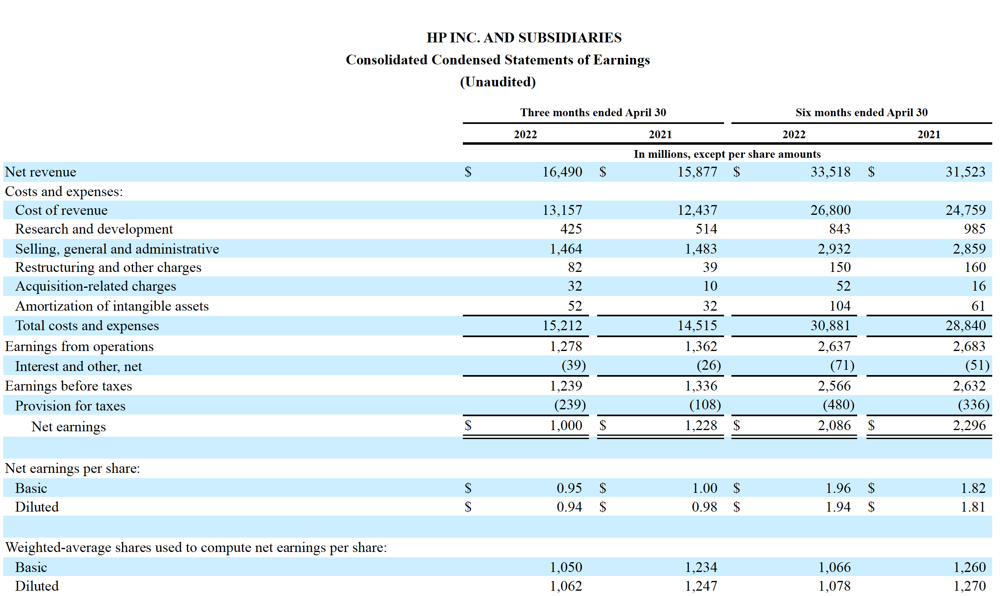 HP INC. AND SUBSIDIARIES
Consolidated Condensed Statements of Earnings
(Unaudited)
Three months ended April 30 Six months ended April 30
2022 2021 2022 2021
In millions, except per share amounts
Net revenue $ 16,490 $ 15,877 $ 33,518 $ 31,523
Costs and expenses:
Cost of revenue 13,157 12,437 26,800 24,759
Research and development 425 514 843 985
Selling, general and administrative 1,464 1,483 2,932 2,859
Restructuring and other charges 82 39 150 160
Acquisition-related charges 32 10 52 16
Amortization of intangible assets 52 32 104 61
Total costs and expenses 15,212 14,515 30,881 28,840
Earnings from operations 1,278 1,362 2,637 2,683
Interest and other, net (39) (26) (71) (51)
Earnings before taxes 1,239 1,336 2,566 2,632
Provision for taxes (239) (108) (480) (336)
Net earnings $ 1,000 $ 1,228 $ 2,086 $ 2,296
Net earnings per share:
Basic $ 0.95 $ 1.00 $ 1.96 $ 1.82
Diluted $ 0.94 $ 0.98 $ 1.94 $ 1.81
Weighted-average shares used to compute net earnings per share:
Basic 1,050 1,234 1,066 1,260
Diluted 1,062 1,247 1,078 1,270